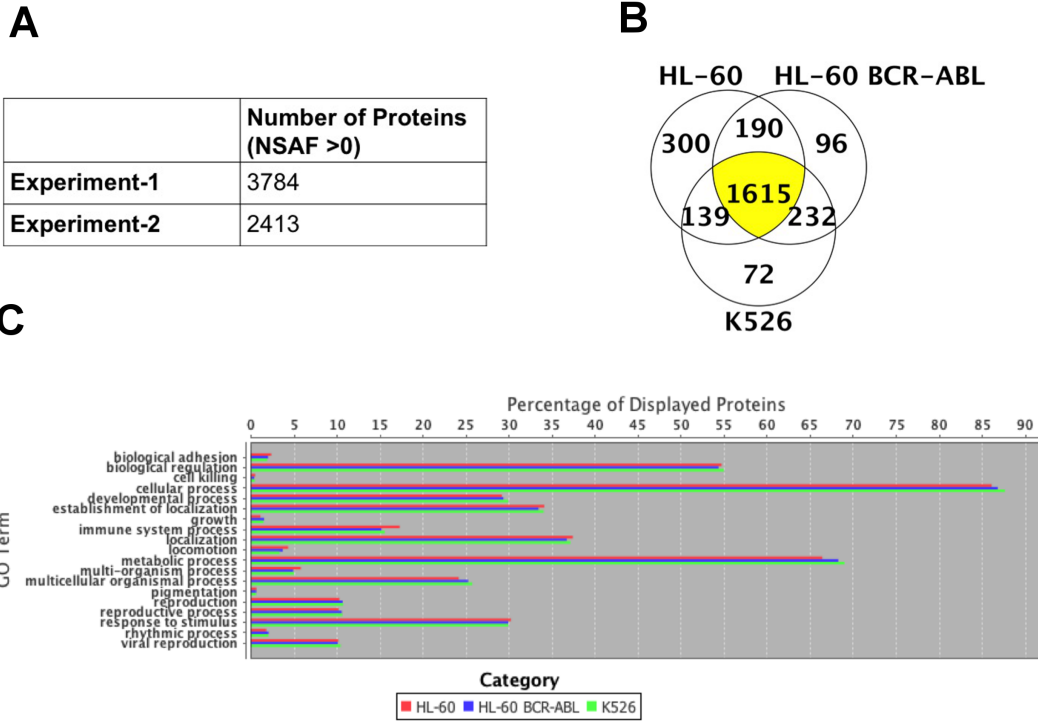 A
Number of Proteins
(NSAF >0)
Experiment-1 3784
Experiment-2 2413
B
HL-60 HL-60 BCR-ABL
300 190 96
1615
139 232
72
K526
C
Percentage of Displayed Proteins
0 5 10 15 20 25 30 35 40 45 50 55 60 65 70 75 80 85 90
GO Term
biological adhesion
biological regulation
cell killing
cellular process
developmental process
establishment of localization
growth
immune system process
localization
locomotion
metabolic process
multi-organism process
multicellular organismal process
pigmentation
reproduction
reproductive process
response to stimulus
rhythmic process
viral reproduction
Category
HL-60 HL-60 BCR-ABL K526